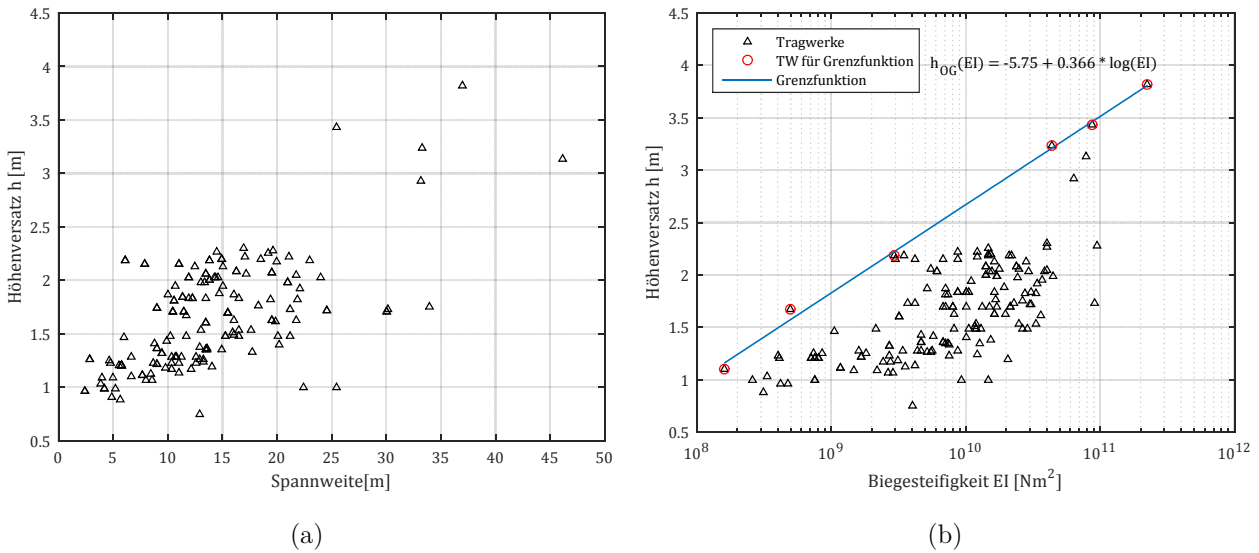 4.5
4
3.5
3
2.5
2
1.5
1
0.5
Höhenversatz h [m]
0 5 10 15 20 25 30 35 40 45 50
Spannweite[m]
(a)
4.5
4
3.5
3
2.5
2
1.5
1
0.5
Höhenversatz h [m]
Tragwerke
TW für Grenzfunktion
Grenzfunktion
h_OG(EI) = -5.75 + 0.366 * log(EI)
10^8 10^9 10^10 10^11 10^12
Biegesteifigkeit EI [Nm^2]
(b)